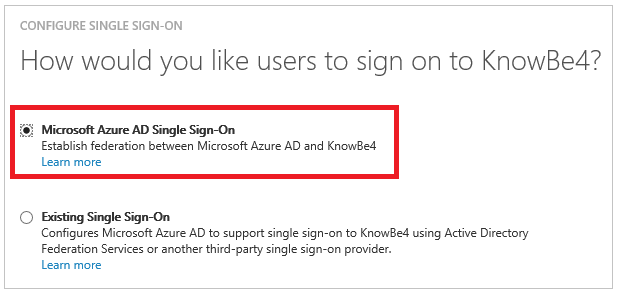 CONFIGURE SINGLE SIGN-ON
How would you like users to sign on to KnowBe4?
Microsoft Azure AD Single Sign-On
Establish federation between Microsoft Azure AD and KnowBe4
Learn more
Existing Single Sign-On
Configures Microsoft Azure AD to support single sign-on to KnowBe4 using Active Directory
Federation Services or another third-party single sign-on provider.
Learn more